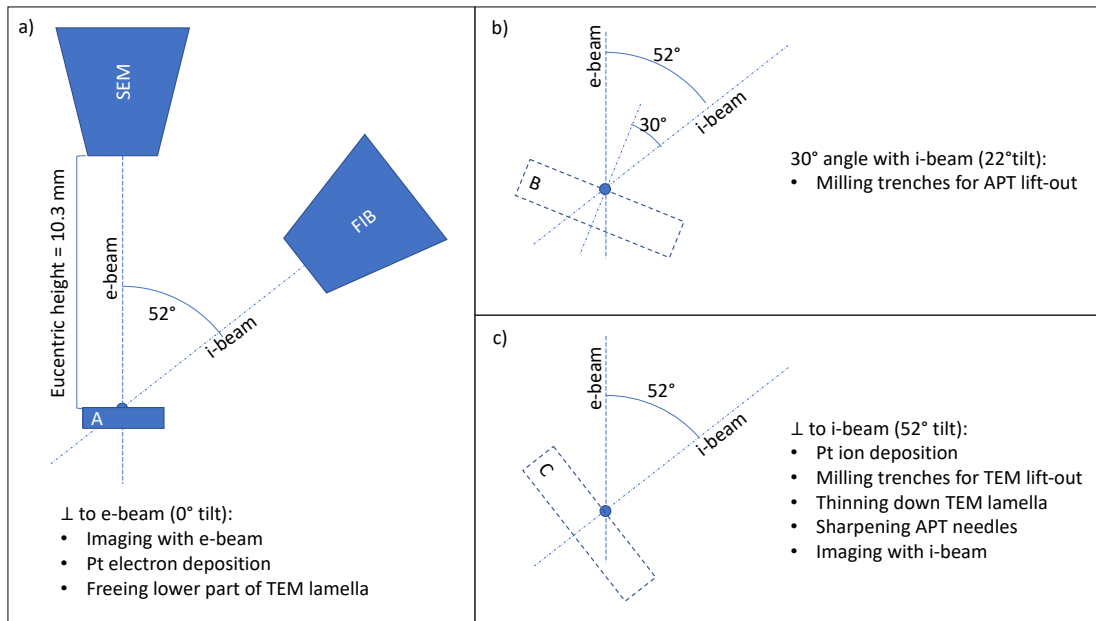 a)
SEM
Eucentric height = 10.3 mm
e-beam
52°
i-beam
FIB
A
⊥ to e-beam (0° tilt):
• Imaging with e-beam
• Pt electron deposition
• Freeing lower part of TEM lamella
b)
e-beam
52°
30°
i-beam
B
30° angle with i-beam (22°tilt):
• Milling trenches for APT lift-out
c)
e-beam
52°
i-beam
C
⊥ to i-beam (52° tilt):
• Pt ion deposition
• Milling trenches for TEM lift-out
• Thinning down TEM lamella
• Sharpening APT needles
• Imaging with i-beam